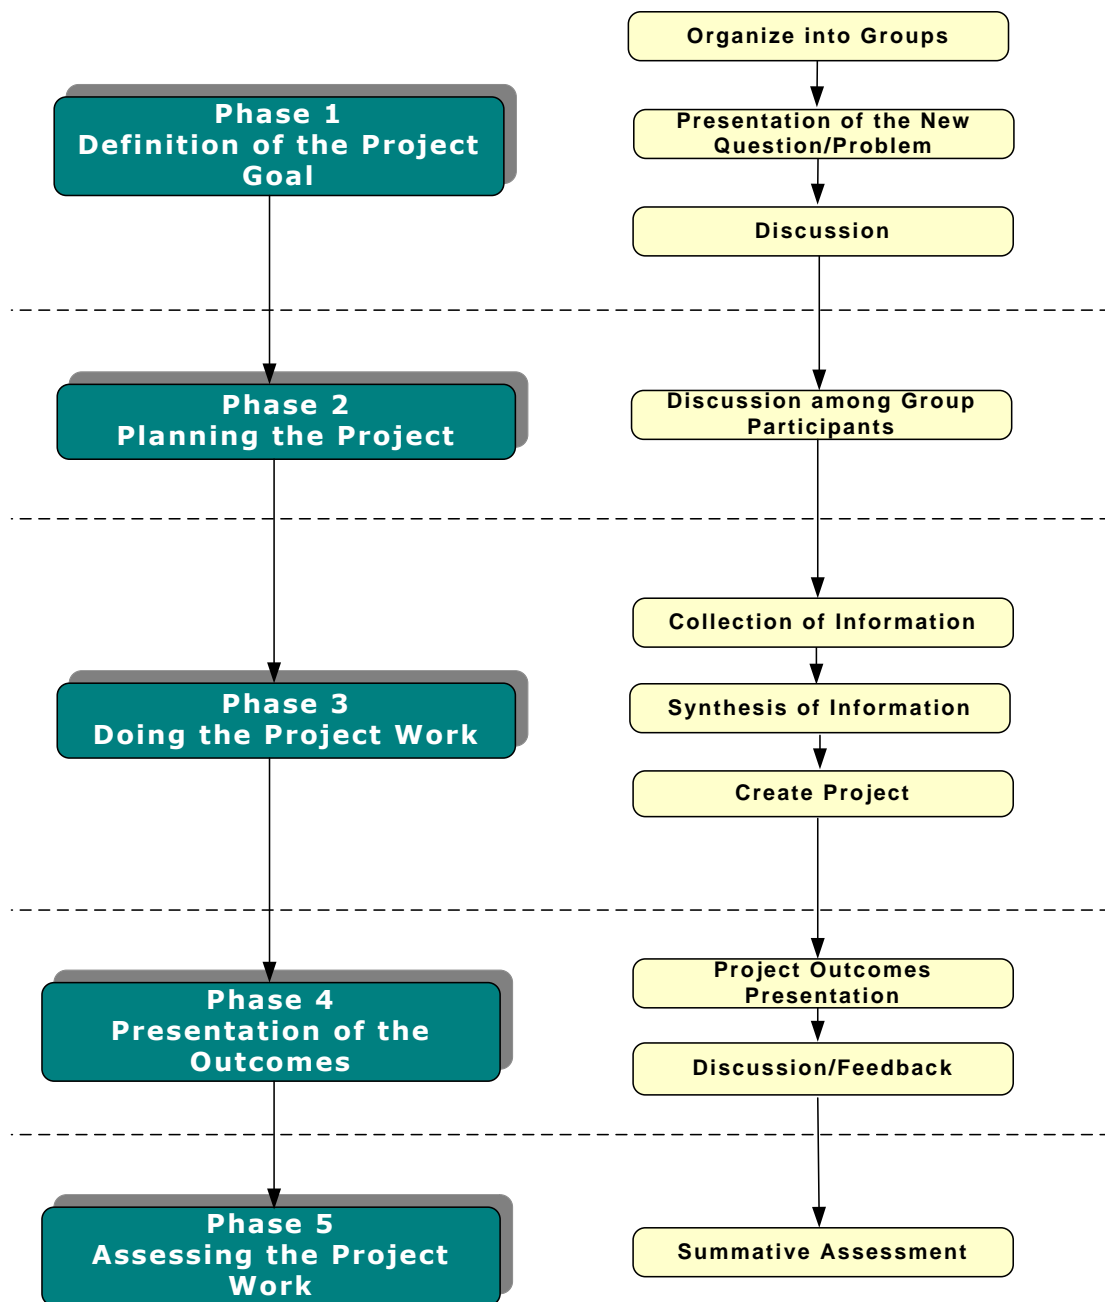 Organize into Groups
Phase 1
Definition of the Project
Goal
Presentation of the New
Question/Problem
Discussion
Phase 2
Planning the Project
Discussion among Group
Participants
Collection of Information
Phase 3
Doing the Project Work
Synthesis of Information
Create Project
Phase 4
Presentation of the
Outcomes
Project Outcomes
Presentation
Discussion/Feedback
Phase 5
Assessing the Project
Work
Summative Assessment